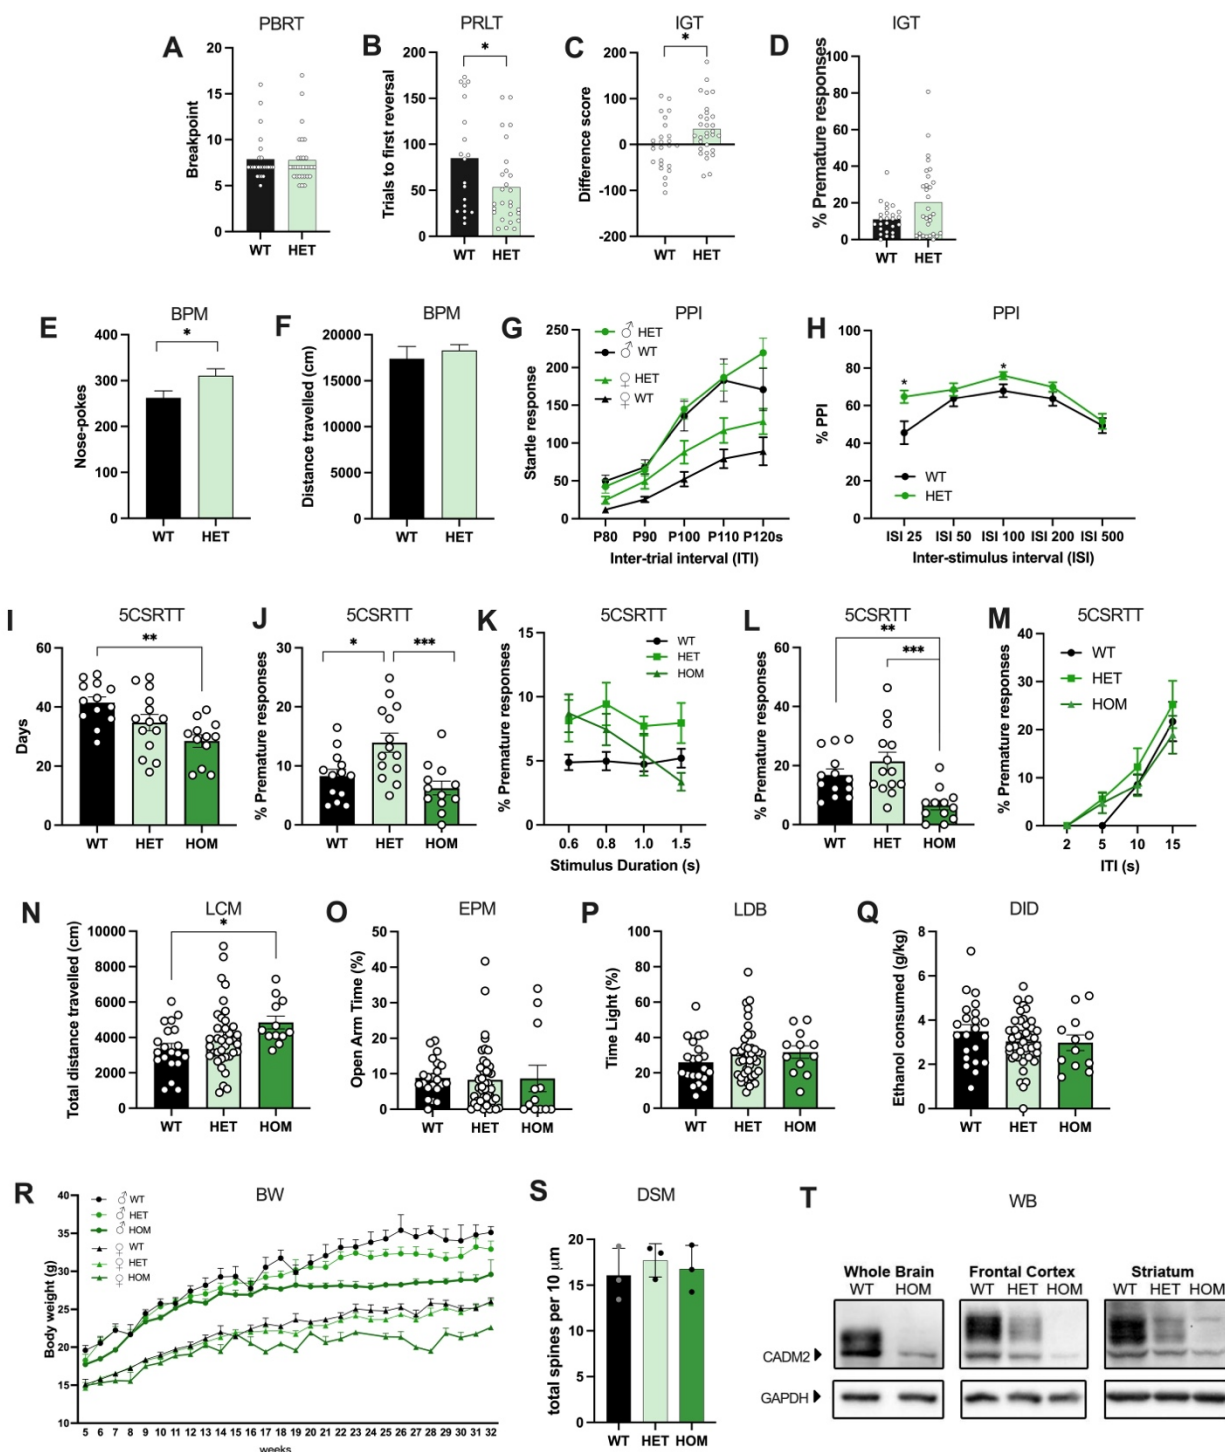 A
PBRT
Breakpoint
20
15
10
5
0
WT HET
B
PRLT
*
Trials to first reversal
200
150
100
50
0
WT HET
C
IGT
*
Difference score
200
100
0
-100
-200
WT HET
D
IGT
% Premature responses
100
80
60
40
20
0
WT HET
E
BPM
*
Nose-pokes
400
300
200
100
0
WT HET
F
BPM
Distance travelled (cm)
20000
15000
10000
5000
0
WT HET
G
PPI
♂ HET
♂ WT
♀ HET
♀ WT
Startle response
250
200
150
100
50
0
P80 P90 P100 P110 P120s
Inter-trial interval (ITI)
H
PPI
* *
% PPI
100
80
60
40
20
0
WT
HET
ISI 25 ISI 50 ISI 100 ISI 200 ISI 500
Inter-stimulus interval (ISI)
I
5CSRTT
**
Days
60
40
20
0
WT HET HOM
J
5CSRTT
* ***
% Premature responses
30
20
10
0
WT HET HOM
K
5CSRTT
WT
HET
HOM
% Premature responses
15
10
5
0
0.6 0.8 1.0 1.5
Stimulus Duration (s)
L
5CSRTT
**
***
% Premature responses
60
40
20
0
WT HET HOM
M
5CSRTT
WT
HET
HOM
% Premature responses
40
30
20
10
0
2 5 10 15
ITI (s)
N
LCM
*
Total distance travelled (cm)
10000
8000
6000
4000
2000
0
WT HET HOM
O
EPM
Open Arm Time (%)
50
40
30
20
10
0
WT HET HOM
P
LDB
Time Light (%)
100
80
60
40
20
0
WT HET HOM
Q
DID
Ethanol consumed (g/kg)
8
6
4
2
0
WT HET HOM
R
BW
♂ WT
♂ HET
♂ HOM
♀ WT
♀ HET
♀ HOM
Body weight (g)
40
35
30
25
20
15
10
5 6 7 8 9 10 11 12 13 14 15 16 17 18 19 20 21 22 23 24 25 26 27 28 29 30 31 32
weeks
S
DSM
total spines per 10 µm
20
15
10
5
0
WT HET HOM
T
WB
Whole Brain Frontal Cortex Striatum
WT HOM WT HET HOM WT HET HOM
CADM2
GAPDH